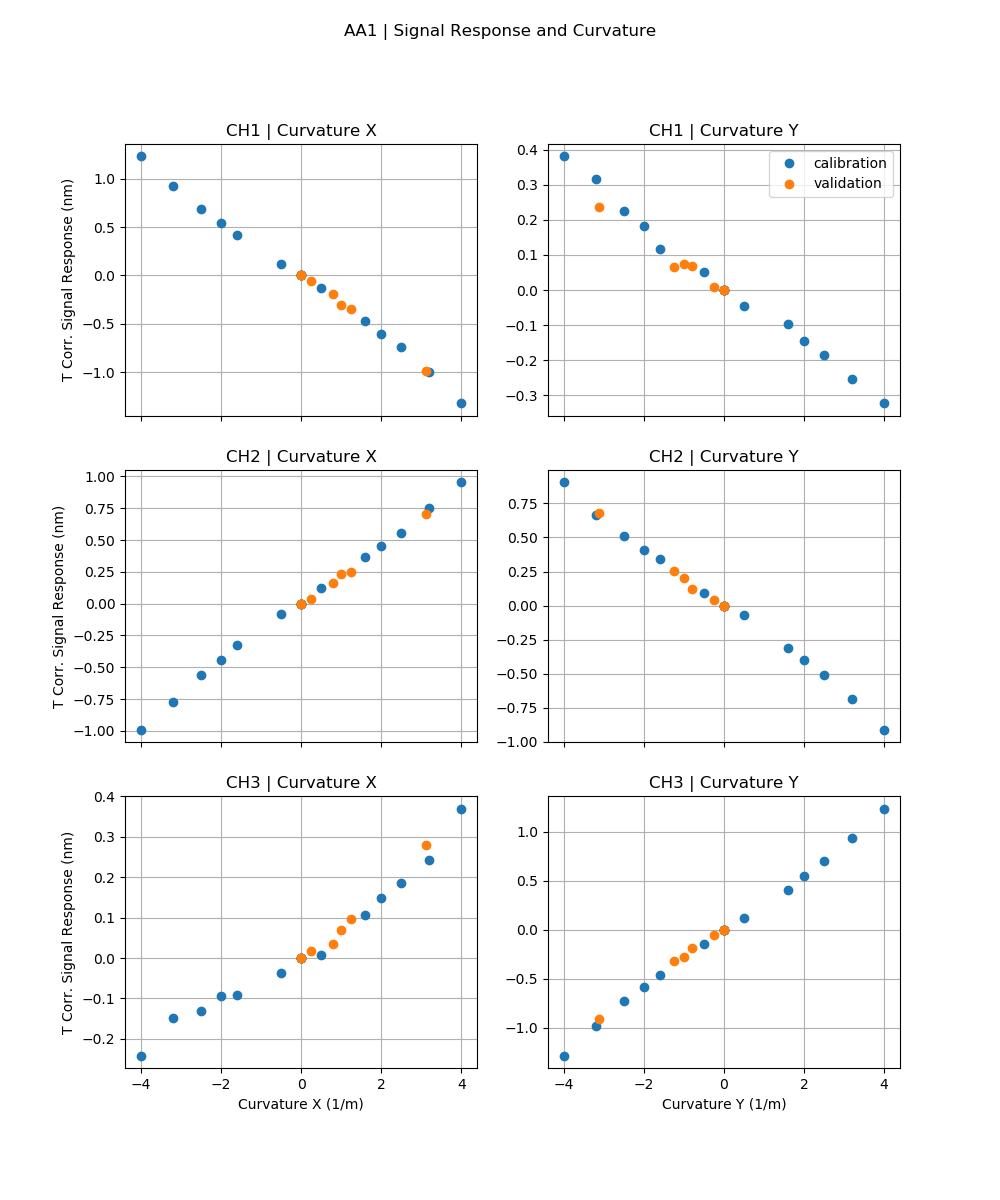 AA1 | Signal Response and Curvature
CH1 | Curvature X
T Corr. Signal Response (nm)
1.0
0.5
0.0
−0.5
−1.0
CH1 | Curvature Y
calibration
validation
0.4
0.3
0.2
0.1
0.0
−0.1
−0.2
−0.3
CH2 | Curvature X
T Corr. Signal Response (nm)
1.00
0.75
0.50
0.25
0.00
−0.25
−0.50
−0.75
−1.00
CH2 | Curvature Y
0.75
0.50
0.25
0.00
−0.25
−0.50
−0.75
−1.00
CH3 | Curvature X
T Corr. Signal Response (nm)
0.4
0.3
0.2
0.1
0.0
−0.1
−0.2
−4 −2 0 2 4
Curvature X (1/m)
CH3 | Curvature Y
1.0
0.5
0.0
−0.5
−1.0
−4 −2 0 2 4
Curvature Y (1/m)